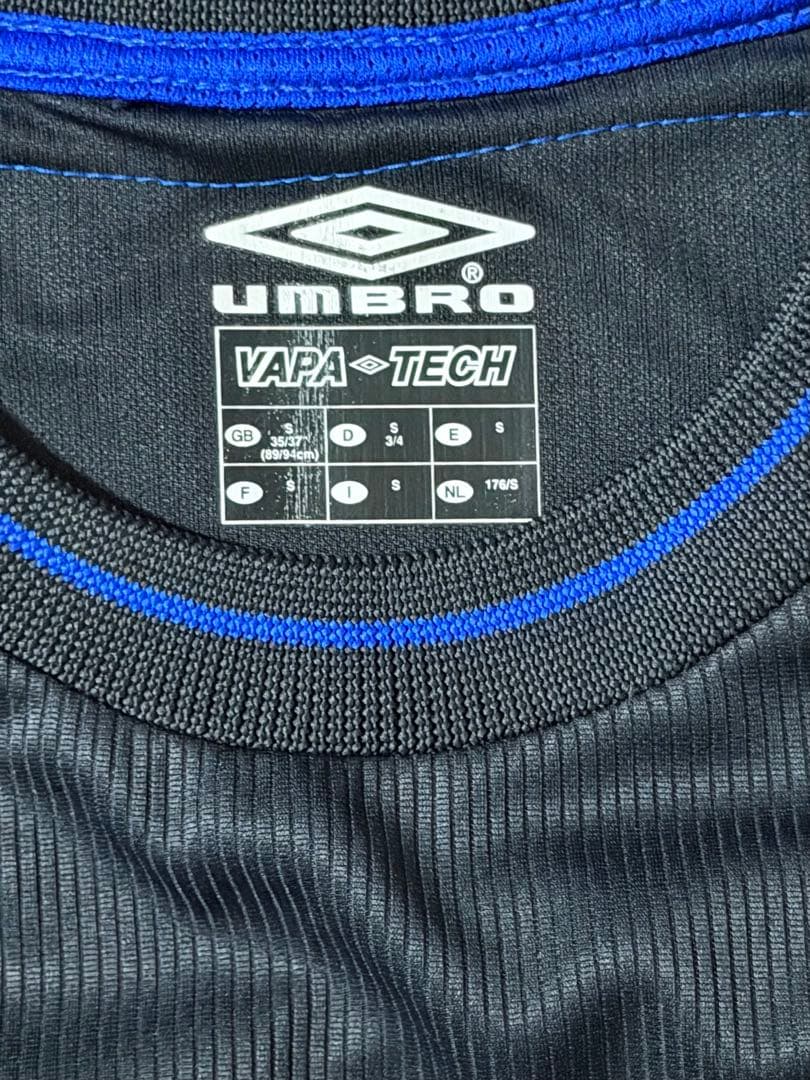 ®
UMBRO
VAPA TECH
GB S 35/37" (89/94cm) D S 3/4 E S
F S I S NL 176/S